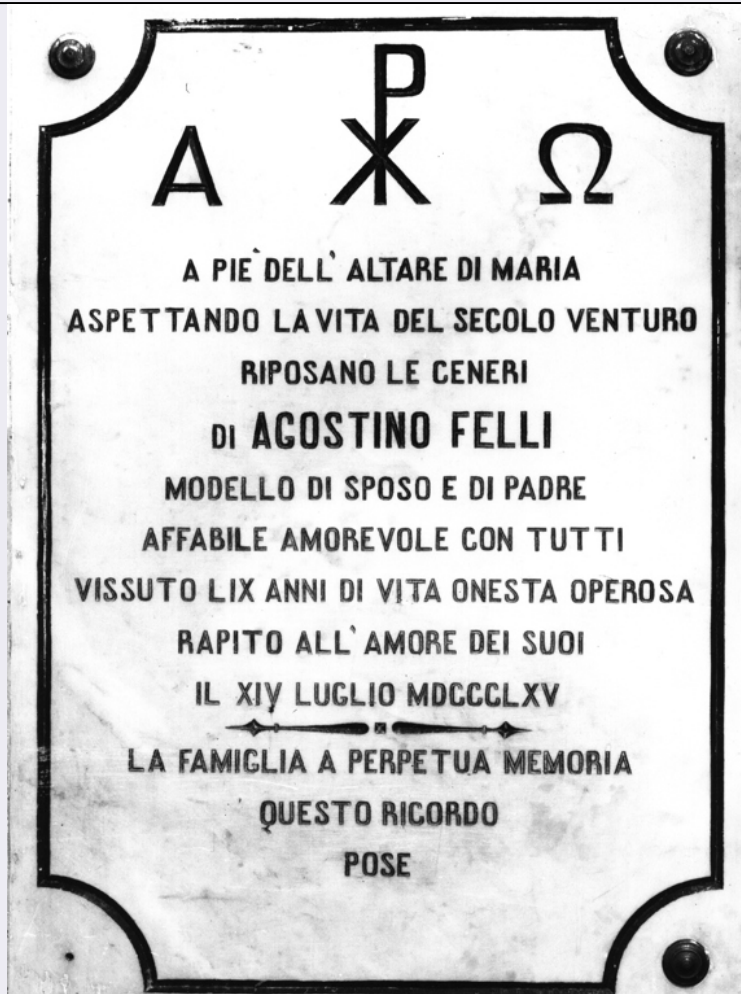 Α ☧ Ω
A PIE' DELL' ALTARE DI MARIA
ASPETTANDO LA VITA DEL SECOLO VENTURO
RIPOSANO LE CENERI
DI AGOSTINO FELLI
MODELLO DI SPOSO E DI PADRE
AFFABILE AMOREVOLE CON TUTTI
VISSUTO LIX ANNI DI VITA ONESTA OPEROSA
RAPITO ALL' AMORE DEI SUOI
IL XIV LUGLIO MDCCCLXV
LA FAMIGLIA A PERPETUA MEMORIA
QUESTO RICORDO
POSE